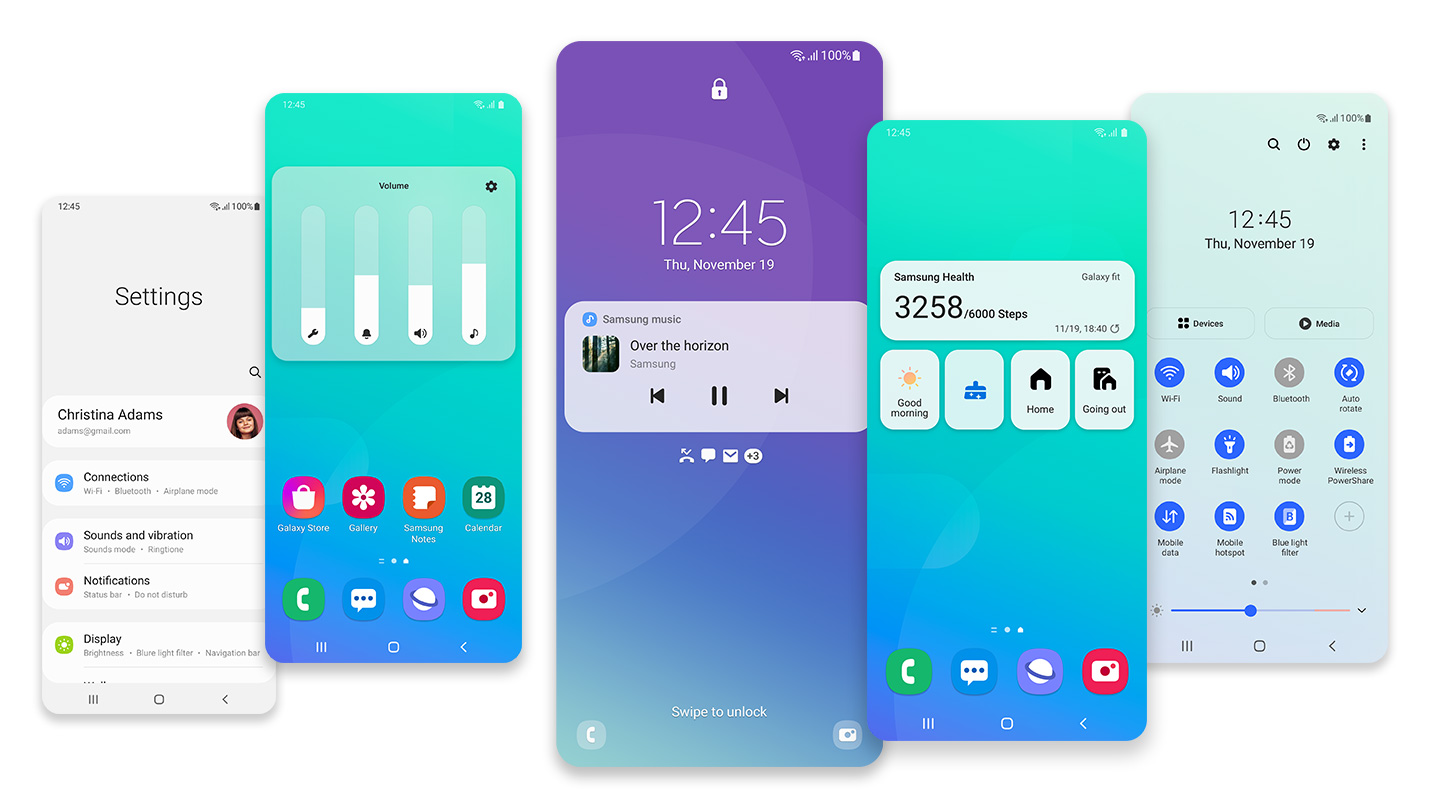 12:45
100%
Settings
Christina Adams
adams@gmail.com
Connections
Wi-Fi • Bluetooth • Airplane mode
Sounds and vibration
Sounds mode • Ringtone
Notifications
Status bar • Do not disturb
Display
Brightness • Blure light filter • Navigation bar
12:45
Volume
Galaxy Store
Gallery
Samsung
Notes
28
Calendar
100%
12:45
Thu, November 19
Samsung music
Over the horizon
Samsung
+3
Swipe to unlock
12:45
Samsung Health
Galaxy fit
3258/6000 Steps
11/19, 18:40
Good
morning
Home
Going out
100%
12:45
Thu, November 19
Devices
Media
Wi-Fi
Sound
Bluetooth
Auto
rotate
Airplane
mode
Flashlight
Power
mode
Wireless
PowerShare
Mobile
data
Mobile
hotspot
B
Blue light
filter